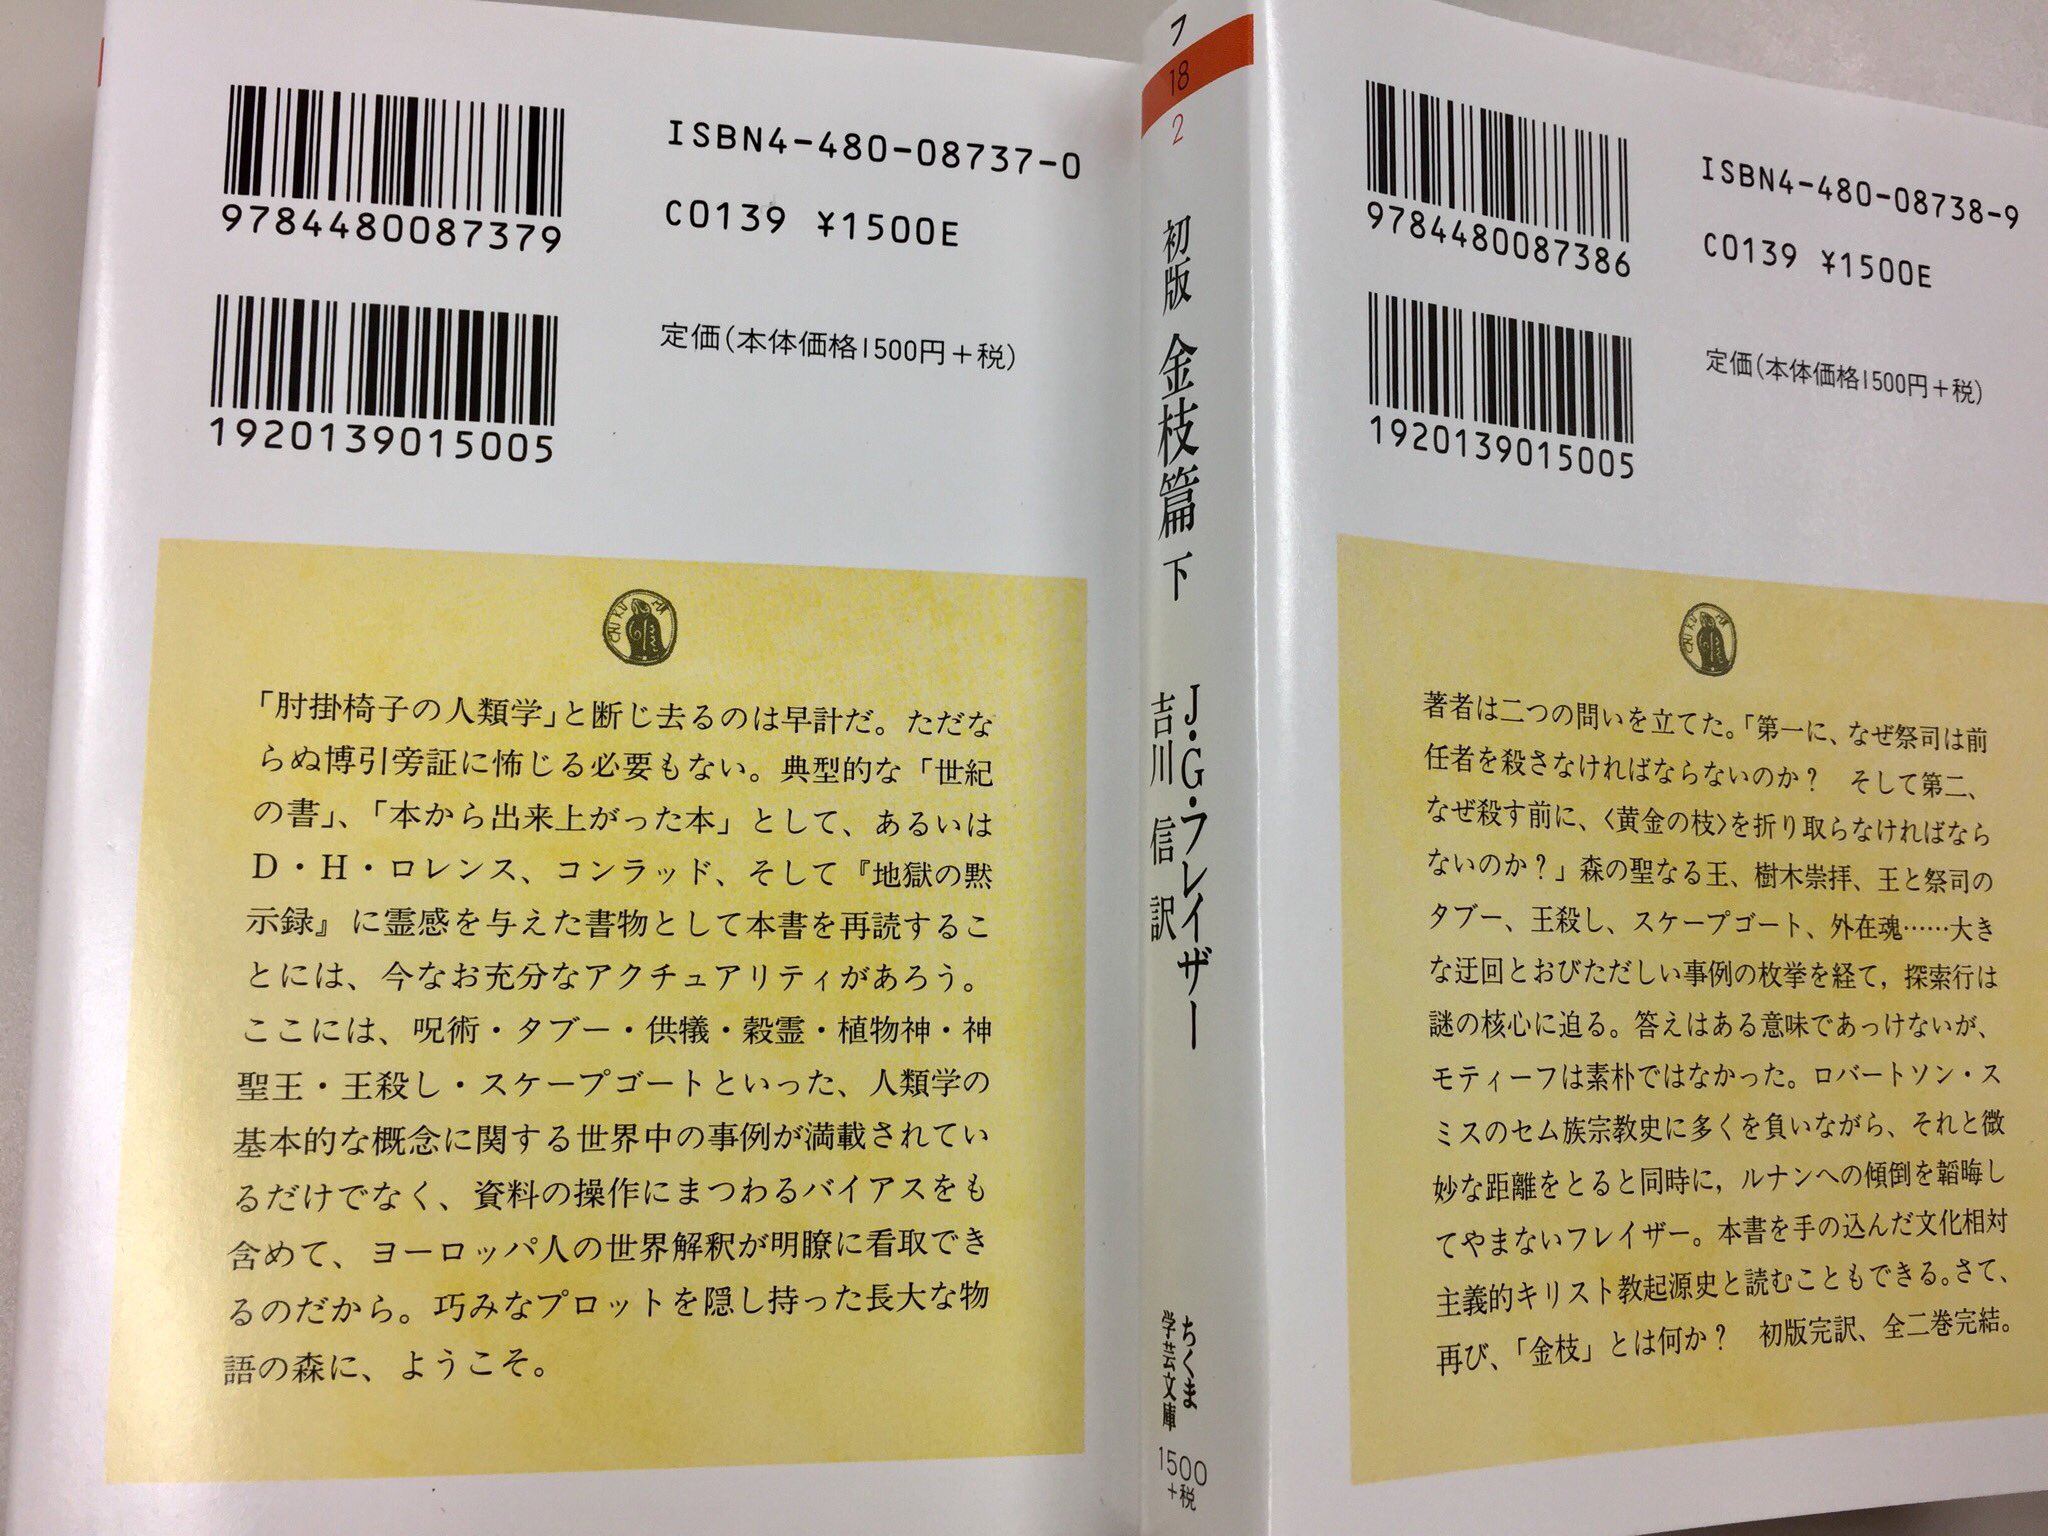 ISBN4-480-08737-0
9784480087379
C0139 ¥1500E
定価(本体価格1500円+税)
1920139015005
CHIKUMA
「肘掛椅子の人類学」と断じ去るのは早計だ。ただな
らぬ博引旁証に怖じる必要もない。典型的な「世紀
の書」、「本から出来上がった本」として、あるいは
D・H・ロレンス、コンラッド、そして『地獄の黙
示録』に霊感を与えた書物として本書を再読するこ
とには、今なお充分なアクチュアリティがあろう。
ここには、呪術・タブー・供犠・穀霊・植物神・神
聖王・王殺し・スケープゴートといった、人類学の
基本的な概念に関する世界中の事例が満載されてい
るだけでなく、資料の操作にまつわるバイアスをも
含めて、ヨーロッパ人の世界解釈が明瞭に看取でき
るのだから。巧みなプロットを隠し持った長大な物
語の森に、ようこそ。
フ
18
2
初版 金枝篇 下
J・G・フレイザー
吉川 信 訳
ちくま
学芸文庫
1500
+税
ISBN4-480-08738-9
9784480087386
C0139 ¥1500E
定価(本体価格1500円+税)
1920139015005
CHIKUMA
著者は二つの問いを立てた。「第一に、なぜ祭司は前
任者を殺さなければならないのか? そして第二、
なぜ殺す前に、〈黄金の枝〉を折り取らなければなら
ないのか?」森の聖なる王、樹木崇拝、王と祭司の
タブー、王殺し、スケープゴート、外在魂……大き
な迂回とおびただしい事例の枚挙を経て，探索行は
謎の核心に迫る。答えはある意味であっけないが、
モティーフは素朴ではなかった。ロバートソン・ス
ミスのセム族宗教史に多くを負いながら、それと微
妙な距離をとると同時に，ルナンへの傾倒を韜晦し
てやまないフレイザー。本書を手の込んだ文化相対
主義的キリスト教起源史と読むこともできる。さて、
再び、「金枝」とは何か? 初版完訳、全二巻完結。